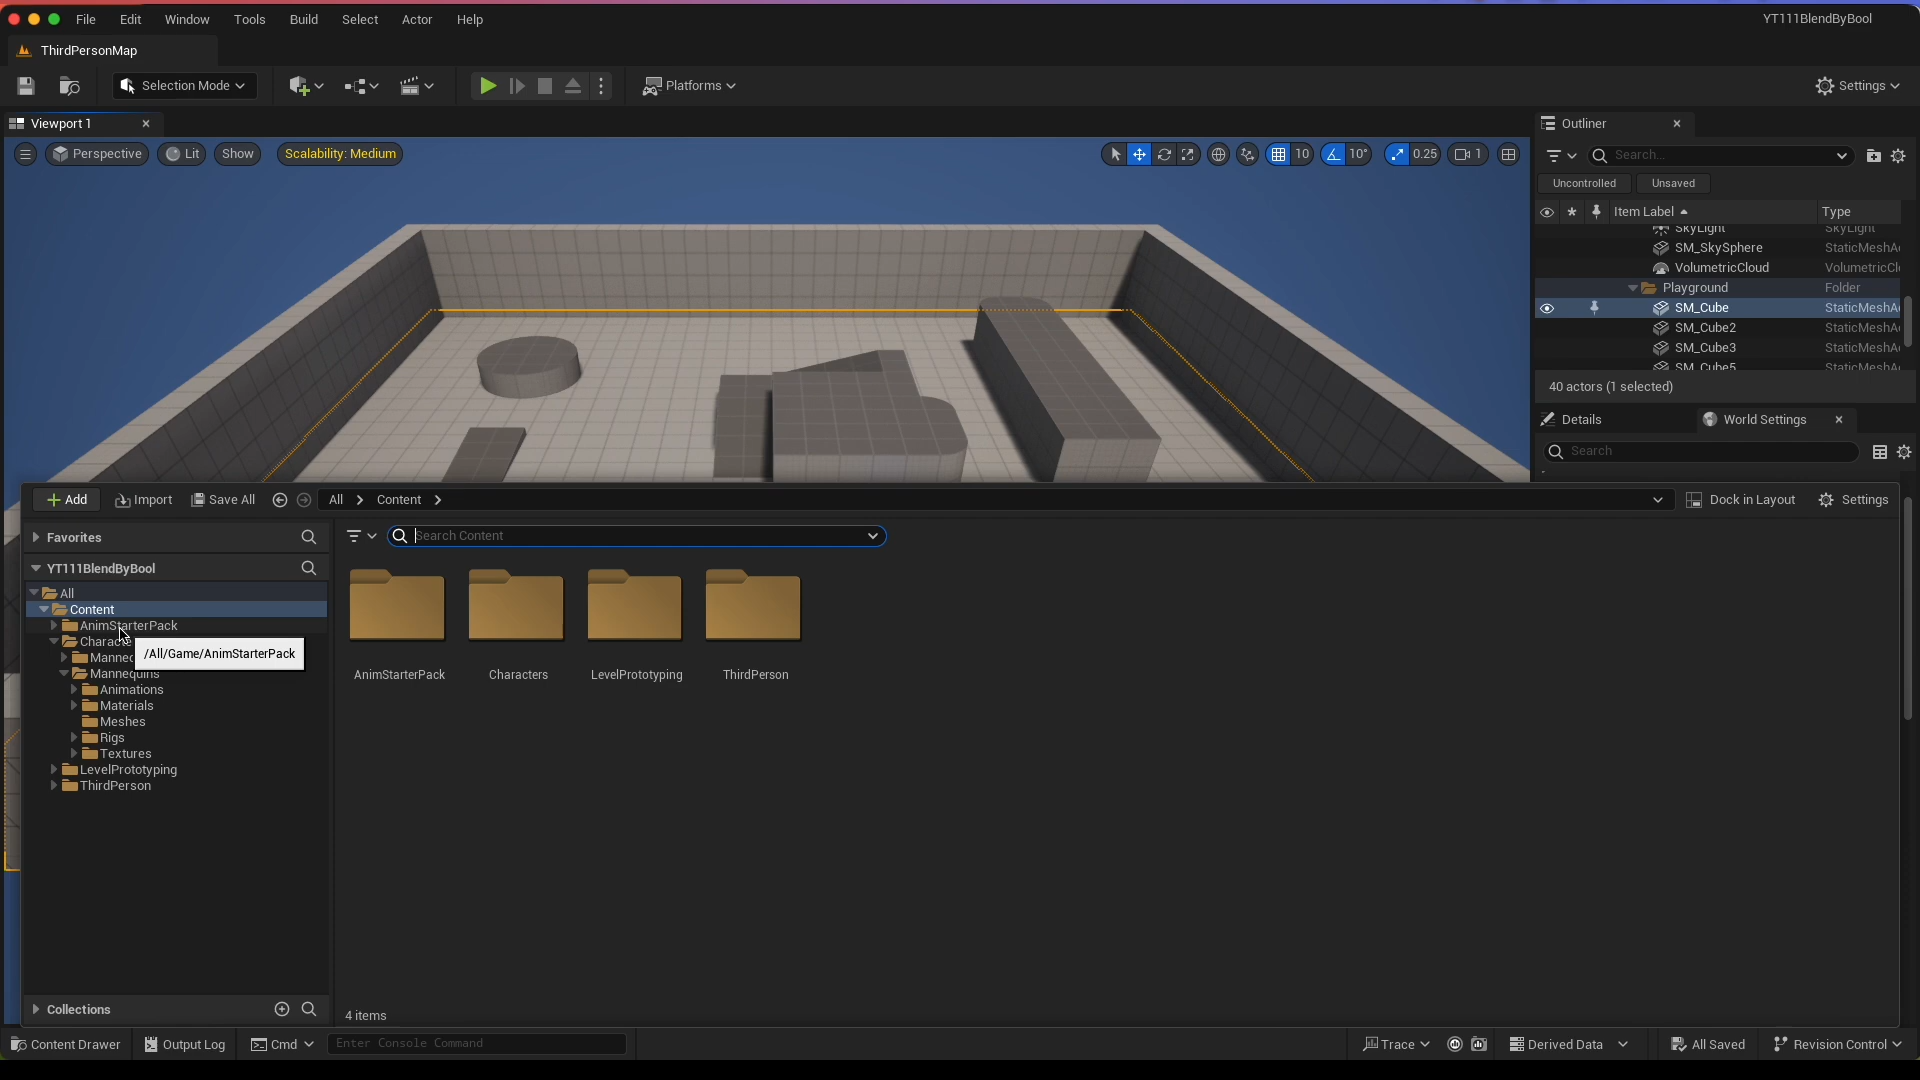 File Edit Window Tools Build Select Actor Help YT111BlendByBool
ThirdPersonMap
Selection Mode Platforms Settings
Viewport 1 Outliner
Perspective Lit Show Scalability: Medium 10 10° 0.25 1 Search...
Uncontrolled Unsaved
Item Label Type
SkyLight SkyLight
SM_SkySphere StaticMeshA
VolumetricCloud VolumetricCl
Playground Folder
SM_Cube StaticMeshA
SM_Cube2 StaticMeshA
SM_Cube3 StaticMeshA
SM_Cube5 StaticMeshA
40 actors (1 selected)
Details World Settings
Search
Add Import Save All All Content Dock in Layout Settings
Favorites Search Content
YT111BlendByBool
All
Content
AnimStarterPack
Characte
/All/Game/AnimStarterPack
Manneq
Mannequins
AnimStarterPack Characters LevelPrototyping ThirdPerson
Animations
Materials
Meshes
Rigs
Textures
LevelPrototyping
ThirdPerson
Collections 4 items
Content Drawer Output Log Cmd Enter Console Command Trace Derived Data All Saved Revision Control